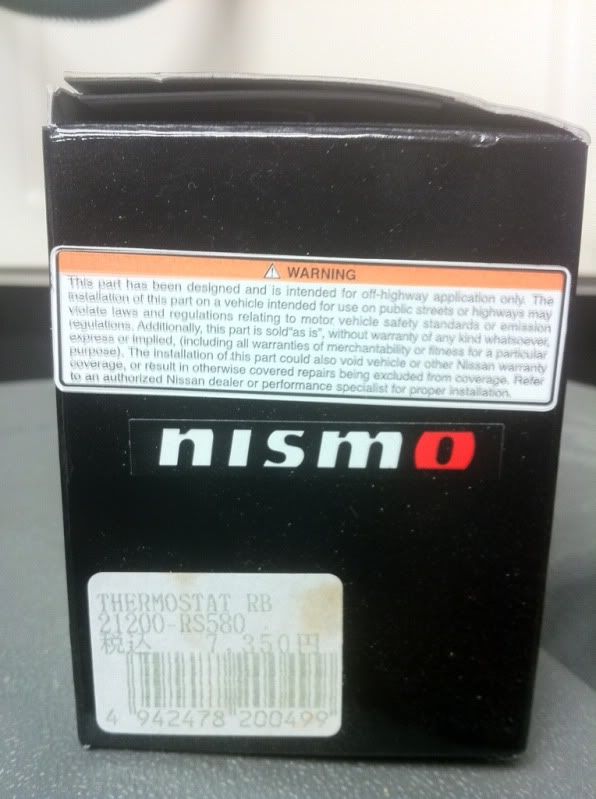 ⚠ WARNING
This part has been designed and is intended for off-highway application only. The
installation of this part on a vehicle intended for use on public streets or highways may
violate laws and regulations relating to motor vehicle safety standards or emission
regulations. Additionally, this part is sold"as is", without warranty of any kind whatsoever,
express or implied, (including all warranties of merchantability or fitness for a particular
purpose). The installation of this part could also void vehicle or other Nissan warranty
coverage, or result in otherwise covered repairs being excluded from coverage. Refer
to an authorized Nissan dealer or performance specialist for proper installation.
nismo
THERMOSTAT RB
21200-RS580
税込 7,350円
4 942478 200499